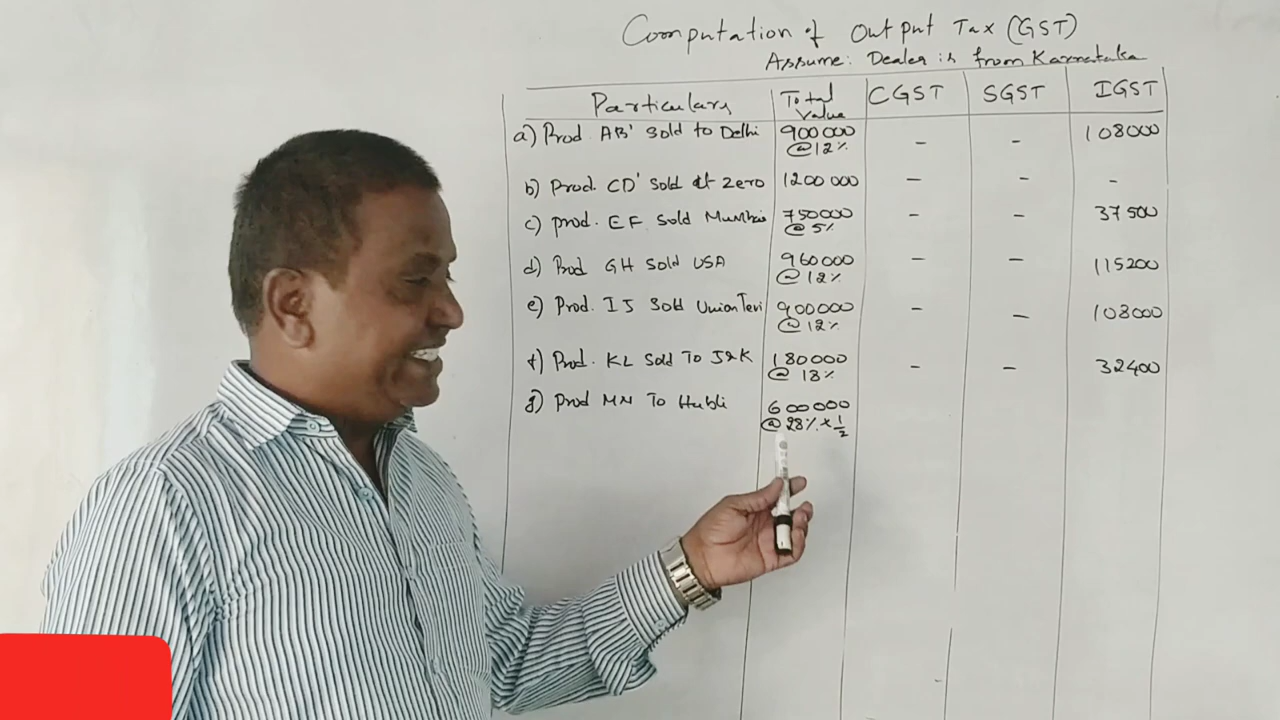 Computation of Output Tax (GST)
Assume: Dealer is from Karnataka
Particulars Total Value CGST SGST IGST
a) Prod AB' Sold to Delhi 900000 @12% - - 108000
b) Prod. CD' Sold at Zero 1200000 - - -
c) Prod. EF Sold Mumbai 750000 @ 5% - - 37500
d) Prod GH Sold USA 960000 @ 12% - - 115200
e) Prod. IJ Sold Union Teri 900000 @ 12% - - 108000
f) Prod. KL Sold To J&K 180000 @ 18% - - 32400
g) Prod MN To Hubli 600000 @ 28% × 1/2